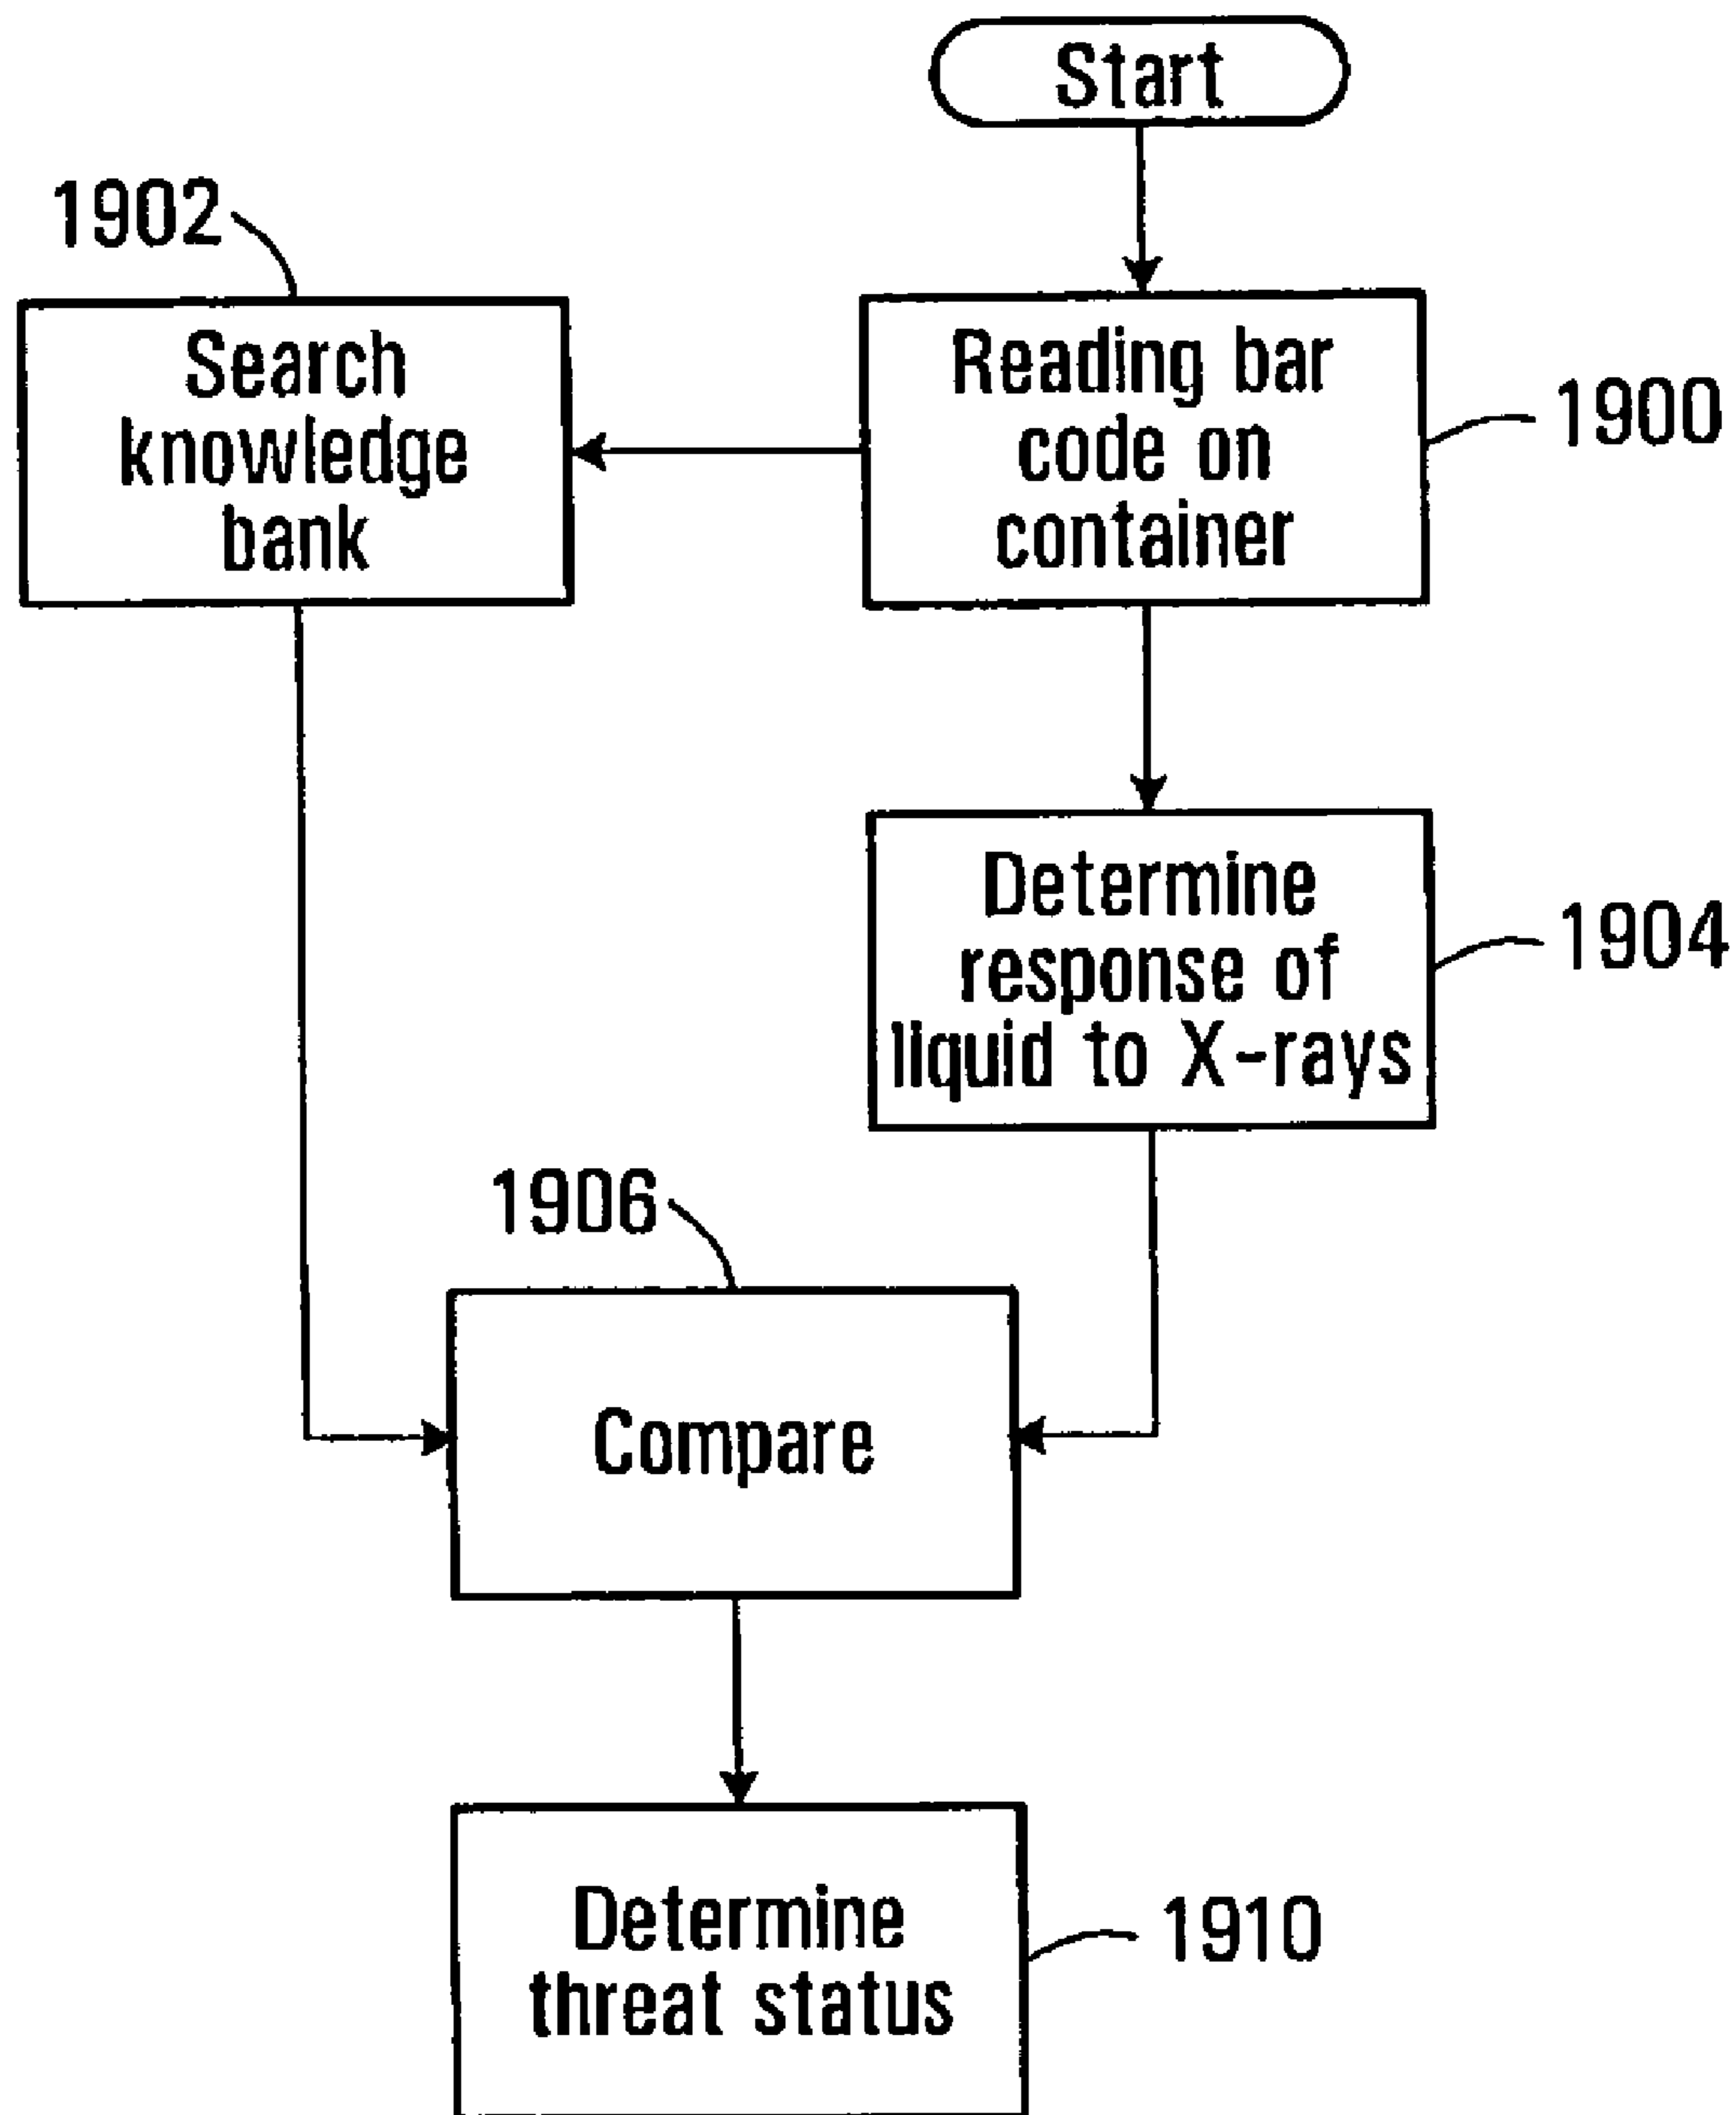 Start
1902
Search
knowledge
bank
Reading bar
code on
container
1900
Determine
response of
liquid to X-rays
1904
1906
Compare
Determine
threat status
1910